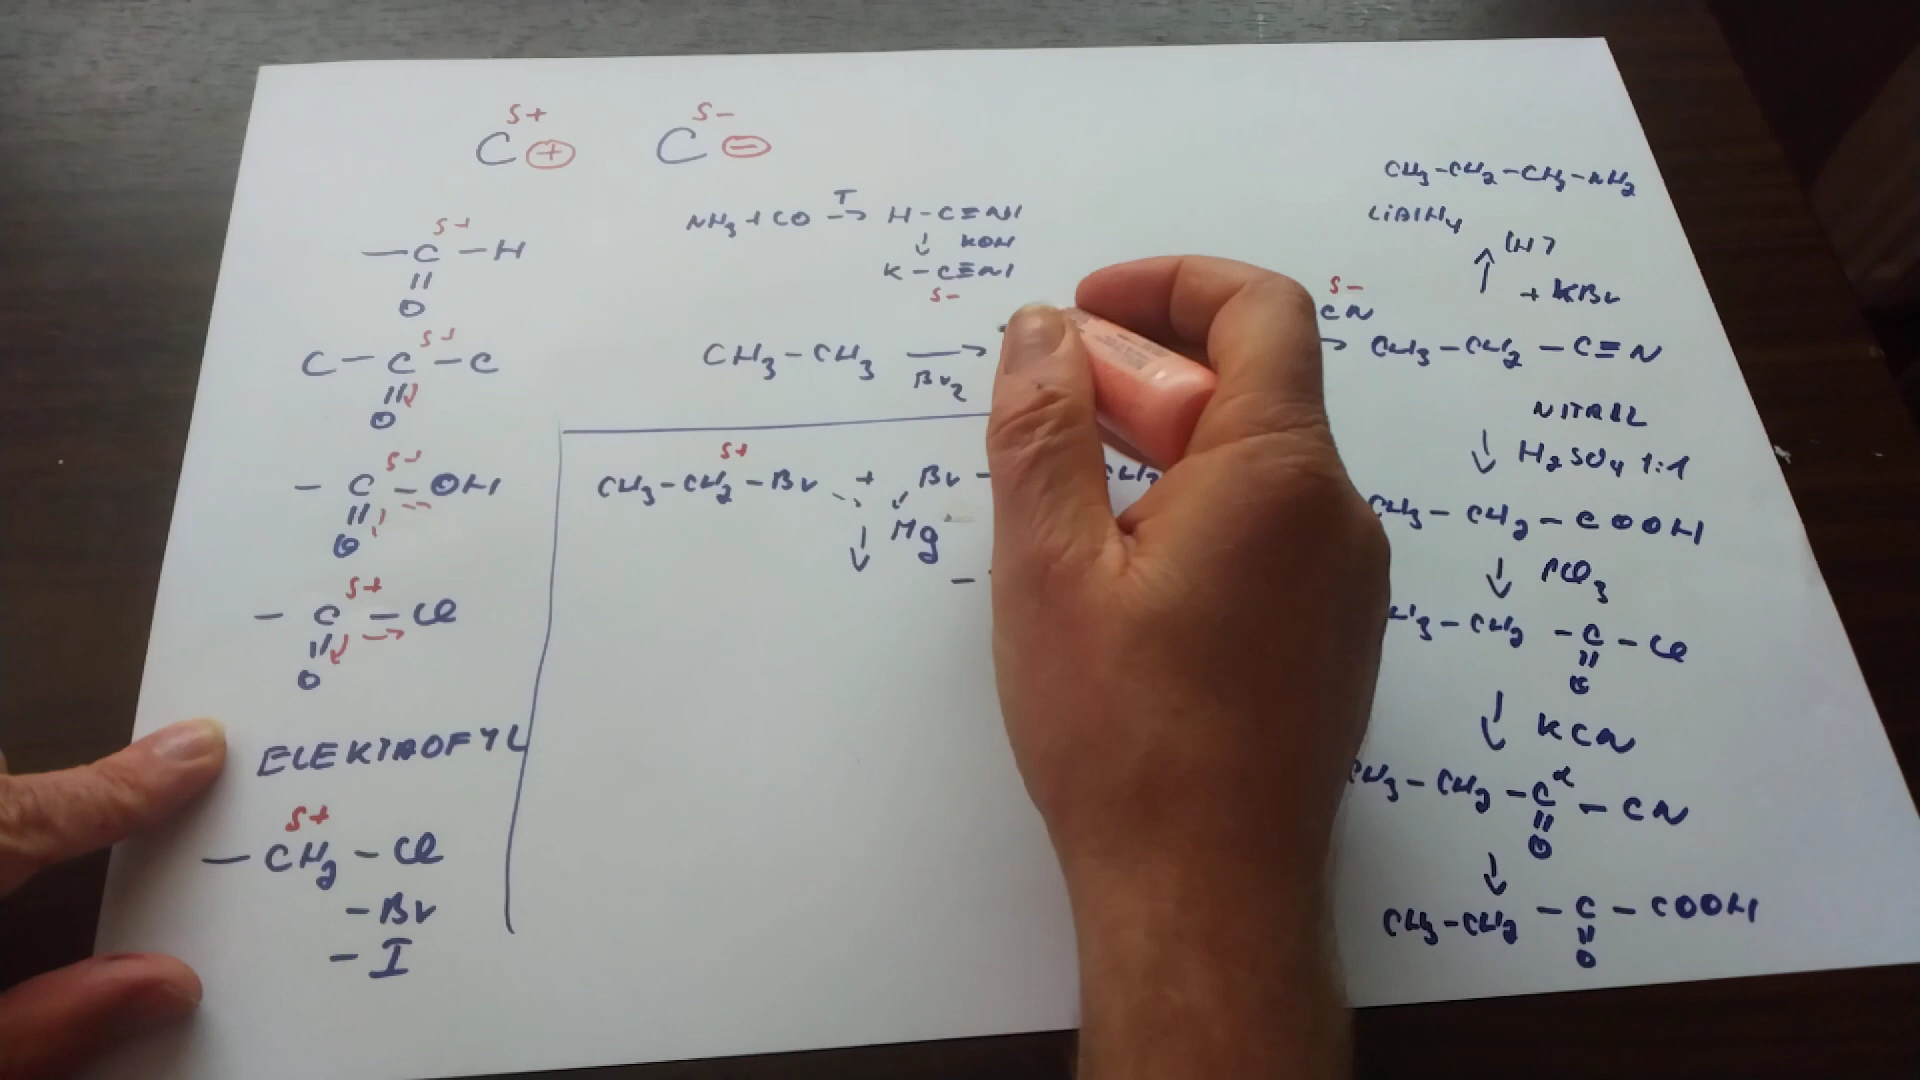 δ+
C ⊕
δ-
C ⊖
δ+
— C — H
||
O
δ+
C — C — C
||
O
δ+
— C — OH
||
O
δ+
— C — Cl
||
O
ELEKTROFYL
δ+
— CH2 — Cl
— Br
— I
NH3 + CO T→ H — C≡N
↓ KOH
K — C≡N
δ-
CH3 — CH3 → Br2
δ+
CH3 — CH2 — Br + Br —
↓ Mg
CH3 — CH2 — CH2 — NH2
LiAlH4
↑ (H)
+ KBr
δ-
CN
→ CH3 — CH2 — C≡N
NITRIL
↓ H2SO4 1:1
CH3 — CH2 — COOH
↓ PCl3
CH3 — CH2 — C — Cl
||
O
↓ KCN
CH3 — CH2 — Cα — CN
||
O
↓
CH3 — CH2 — C — COOH
||
O